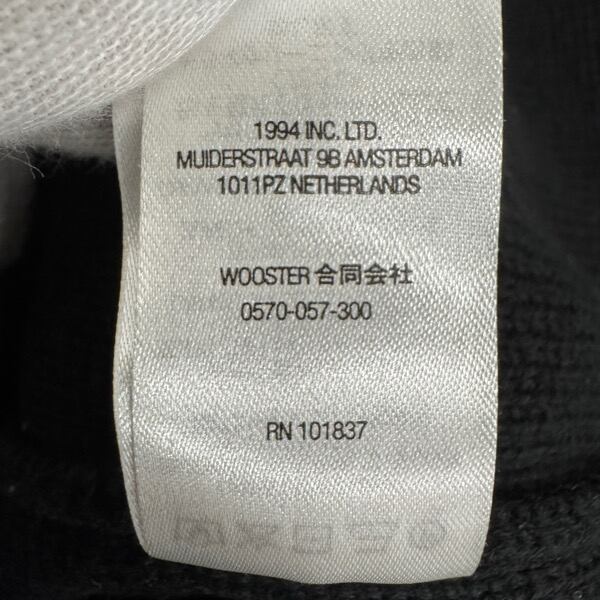 1994 INC. LTD.
MUIDERSTRAAT 9B AMSTERDAM
1011PZ NETHERLANDS
WOOSTER 合同会社
0570-057-300
RN 101837